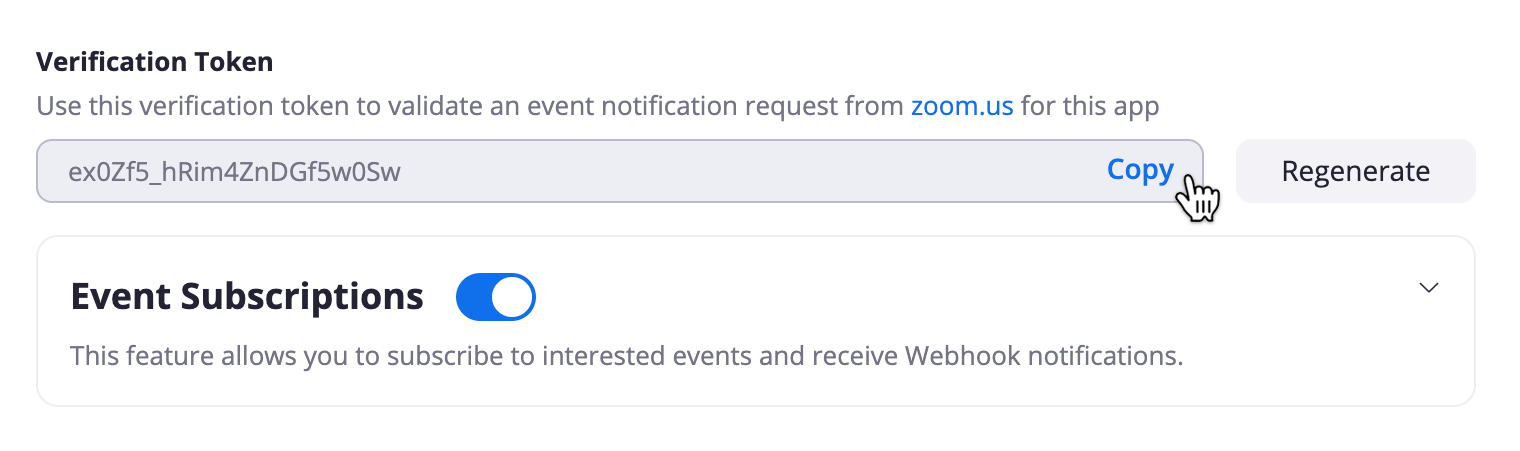 Verification Token
Use this verification token to validate an event notification request from zoom.us for this app
ex0Zf5_hRim4ZnDGf5w0Sw Copy Regenerate
Event Subscriptions
This feature allows you to subscribe to interested events and receive Webhook notifications.